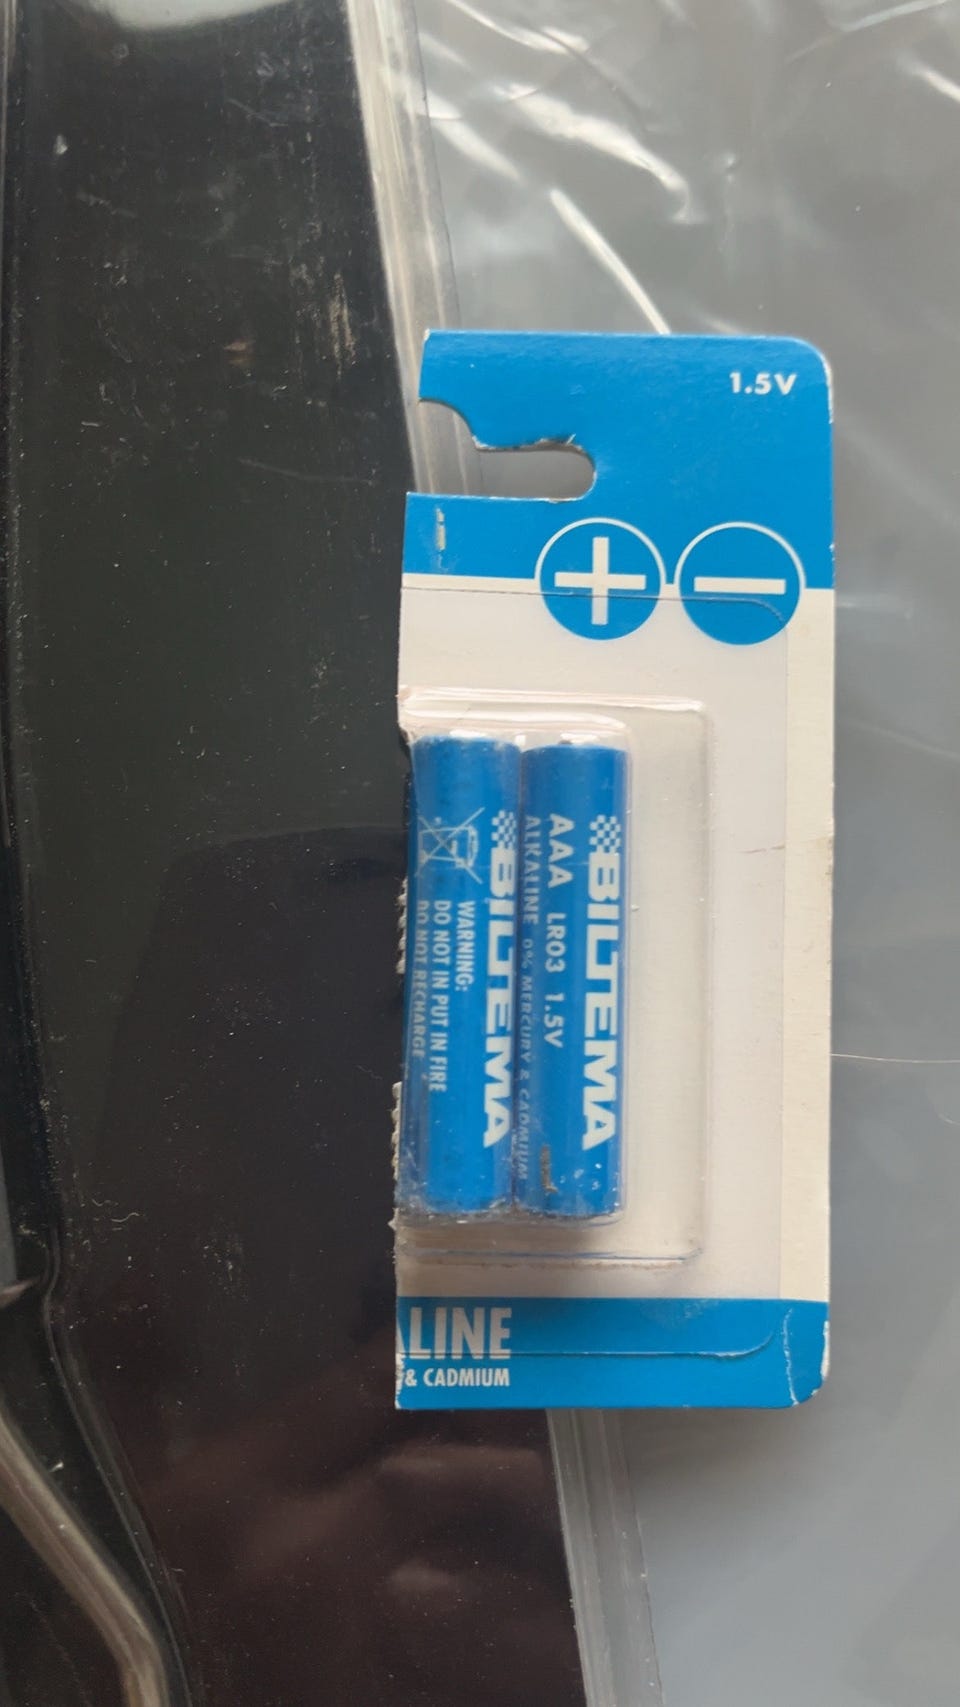 1.5V
BILTEMA
AAA LR03 1.5V
ALKALINE 0% MERCURY & CADMIUM
BILTEMA
WARNING:
DO NOT IN PUT IN FIRE
DO NOT RECHARGE
LINE
& CADMIUM